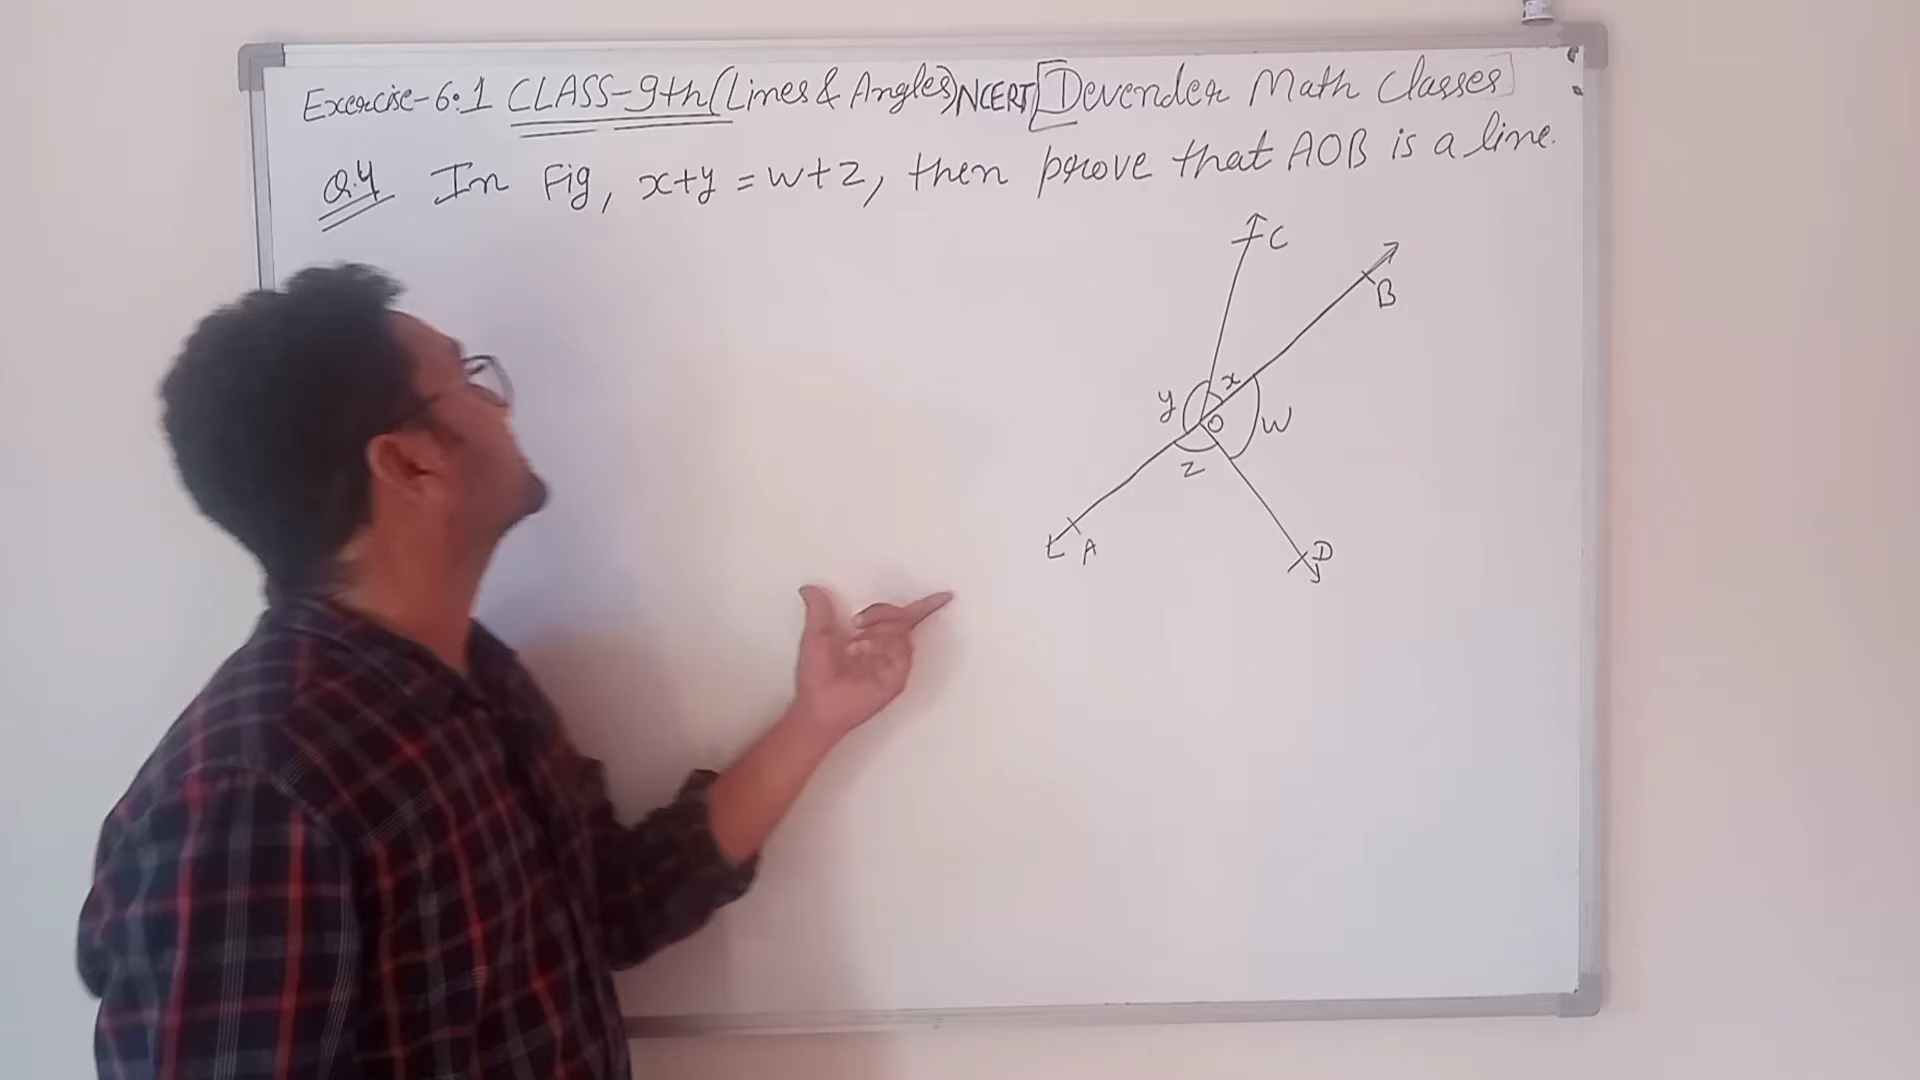 Exercise-6.1 CLASS-9th (Lines & Angles) NCERT [Devender Math Classes]
Q.4 In Fig, x+y = w+z, then prove that AOB is a line.
C
B
x
y
O
w
z
A
D